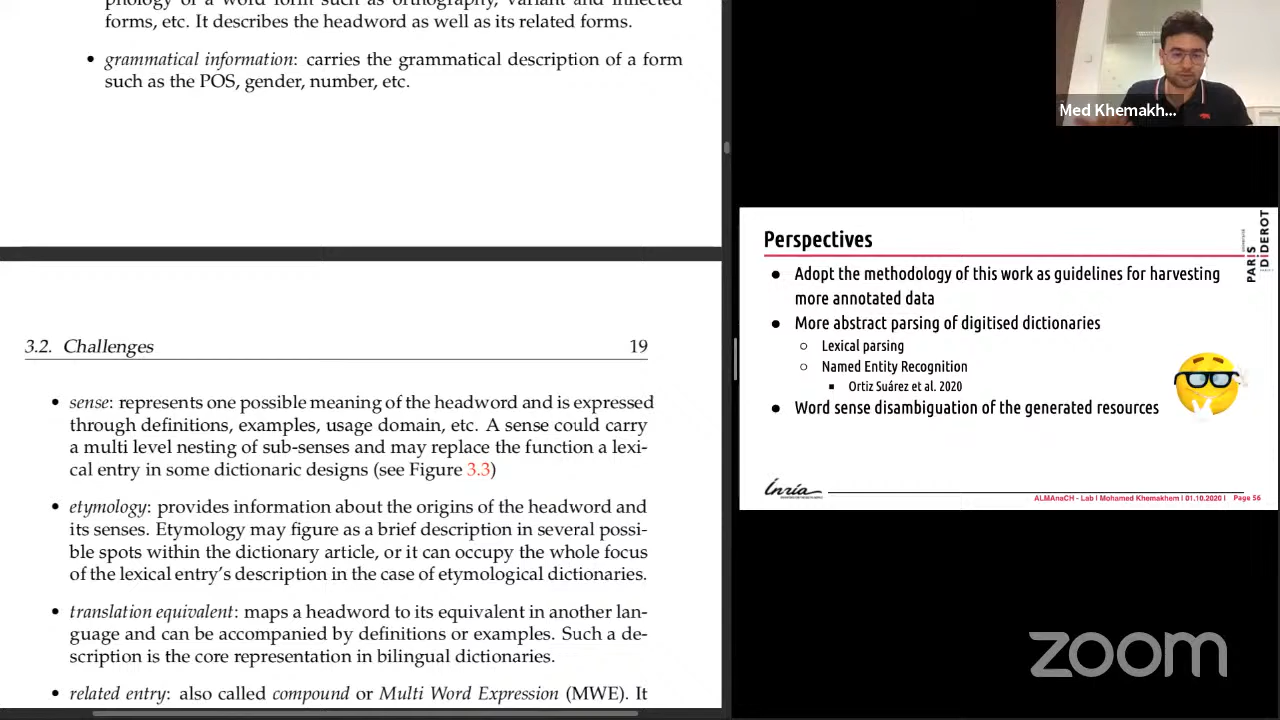 phology of a word form such as orthography, variant and inflected
forms, etc. It describes the headword as well as its related forms.
• grammatical information: carries the grammatical description of a form
such as the POS, gender, number, etc.
3.2. Challenges 19
• sense: represents one possible meaning of the headword and is expressed
through definitions, examples, usage domain, etc. A sense could carry
a multi level nesting of sub-senses and may replace the function a lexi-
cal entry in some dictionaric designs (see Figure 3.3)
• etymology: provides information about the origins of the headword and
its senses. Etymology may figure as a brief description in several possi-
ble spots within the dictionary article, or it can occupy the whole focus
of the lexical entry's description in the case of etymological dictionaries.
• translation equivalent: maps a headword to its equivalent in another lan-
guage and can be accompanied by definitions or examples. Such a de-
scription is the core representation in bilingual dictionaries.
• related entry: also called compound or Multi Word Expression (MWE). It
Med Khemakh...
Perspectives
PARIS
DIDEROT
● Adopt the methodology of this work as guidelines for harvesting
more annotated data
● More abstract parsing of digitised dictionaries
○ Lexical parsing
○ Named Entity Recognition
■ Ortiz Suárez et al. 2020
● Word sense disambiguation of the generated resources
Inria
ALMAnaCH - Lab | Mohamed Khemakhem | 01.10.2020 | Page 56
zoom